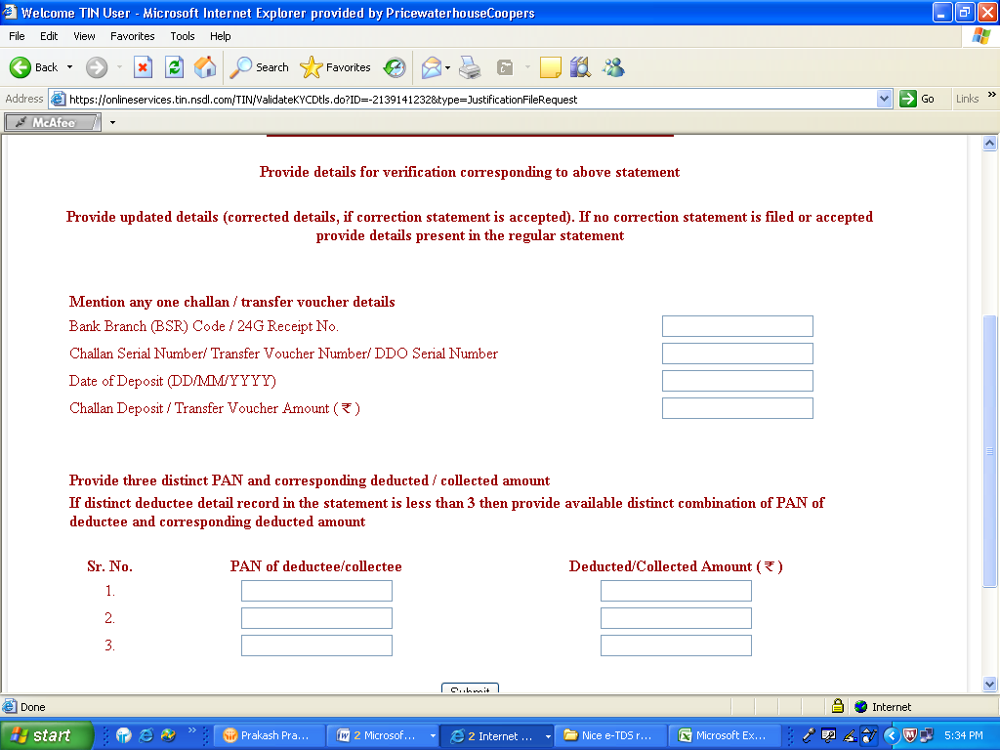 Welcome TIN User - Microsoft Internet Explorer provided by PricewaterhouseCoopers
File Edit View Favorites Tools Help
Back Search Favorites
Address https://onlineservices.tin.nsdl.com/TIN/ValidateKYCDtls.do?ID=-2139141232&type=JustificationFileRequest Go Links »
McAfee
Provide details for verification corresponding to above statement
Provide updated details (corrected details, if correction statement is accepted). If no correction statement is filed or accepted
provide details present in the regular statement
Mention any one challan / transfer voucher details
Bank Branch (BSR) Code / 24G Receipt No.
Challan Serial Number/ Transfer Voucher Number/ DDO Serial Number
Date of Deposit (DD/MM/YYYY)
Challan Deposit / Transfer Voucher Amount ( ₹ )
Provide three distinct PAN and corresponding deducted / collected amount
If distinct deductee detail record in the statement is less than 3 then provide available distinct combination of PAN of
deductee and corresponding deducted amount
Sr. No. PAN of deductee/collectee Deducted/Collected Amount ( ₹ )
1.
2.
3.
Submit
Done Internet
start » Prakash Pra... 2 Microsof... 2 Internet ... Nice e-TDS r... Microsoft Ex... 5:34 PM